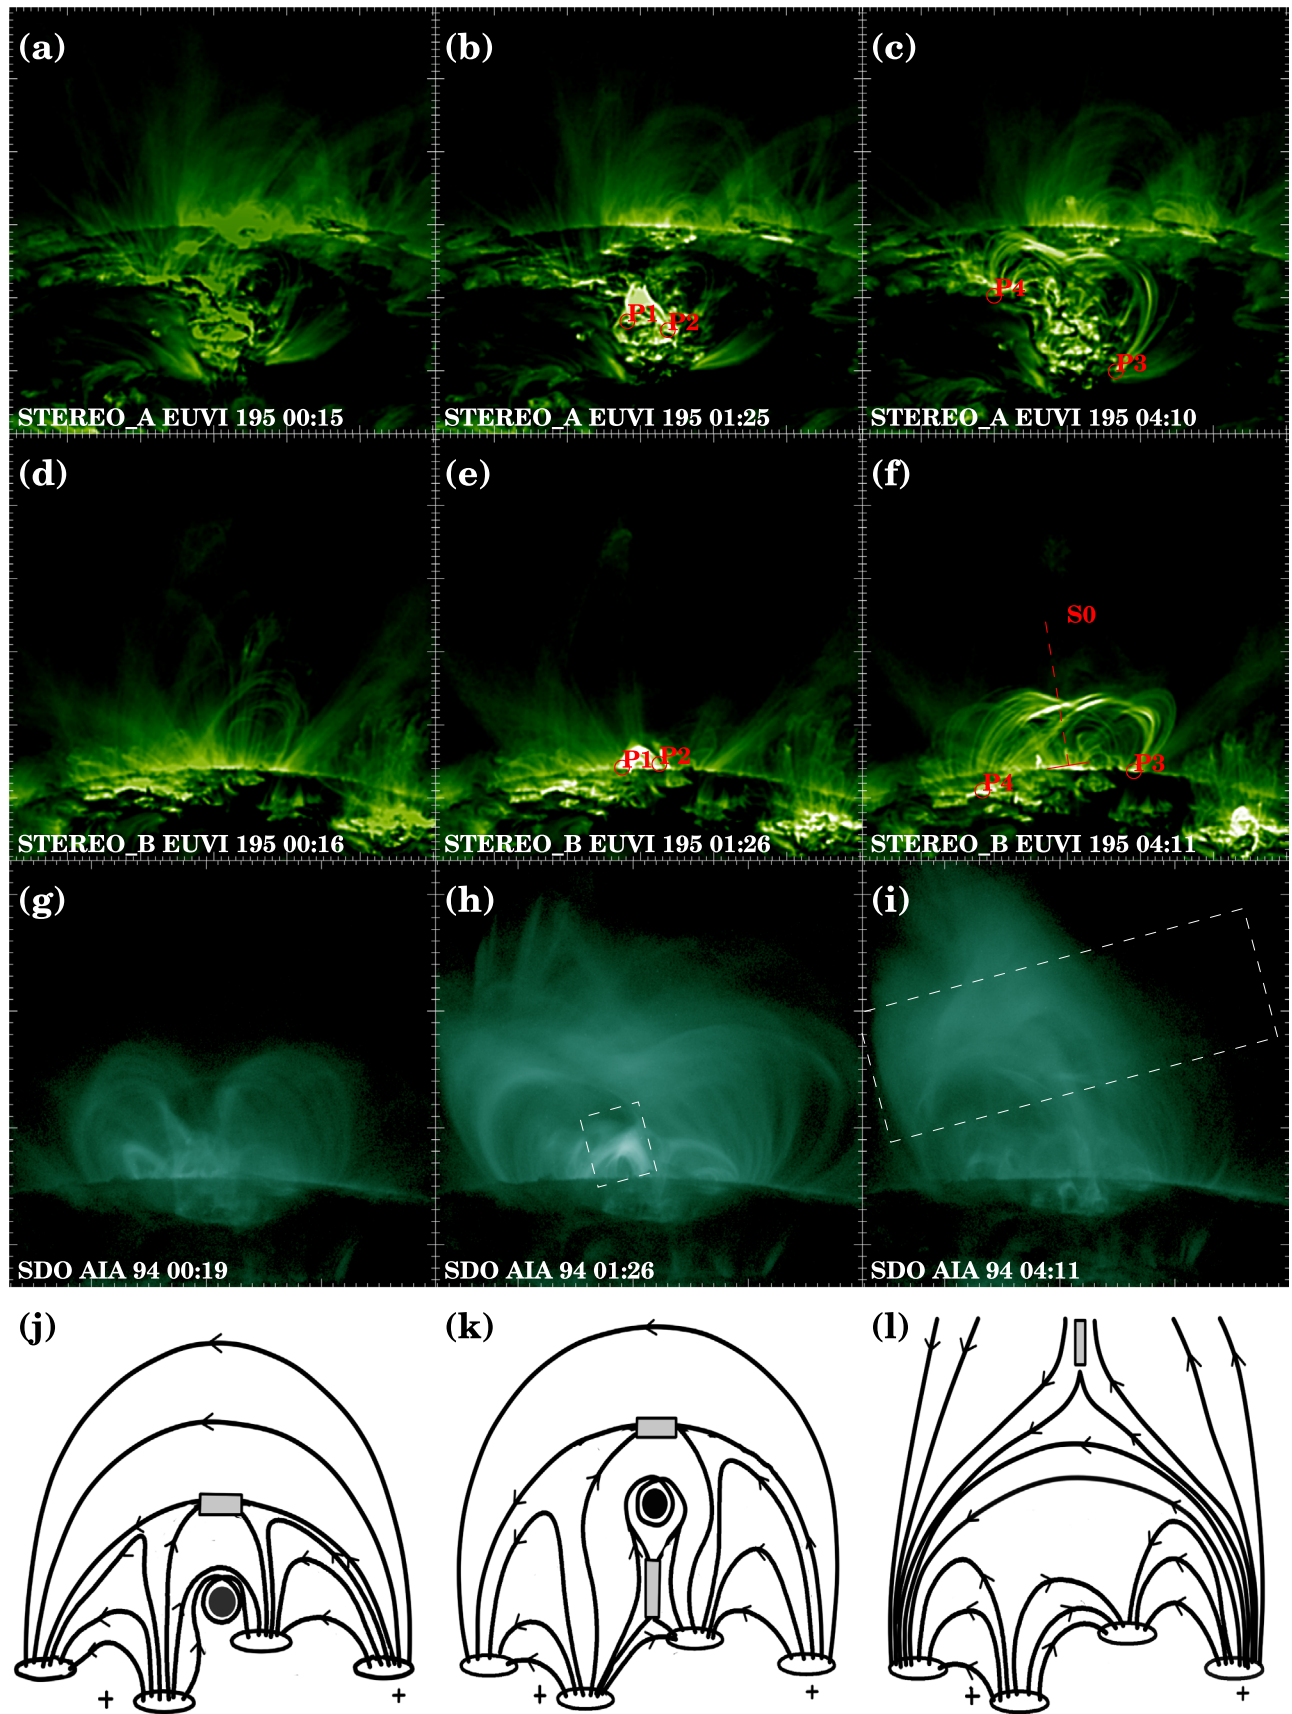 (a)
STEREO_A EUVI 195 00:15
(b)
P1
P2
STEREO_A EUVI 195 01:25
(c)
P4
P3
STEREO_A EUVI 195 04:10
(d)
STEREO_B EUVI 195 00:16
(e)
P1
P2
STEREO_B EUVI 195 01:26
(f)
S0
P3
P4
STEREO_B EUVI 195 04:11
(g)
SDO AIA 94 00:19
(h)
SDO AIA 94 01:26
(i)
SDO AIA 94 04:11
(j)
+ +
(k)
+ +
(l)
+ +